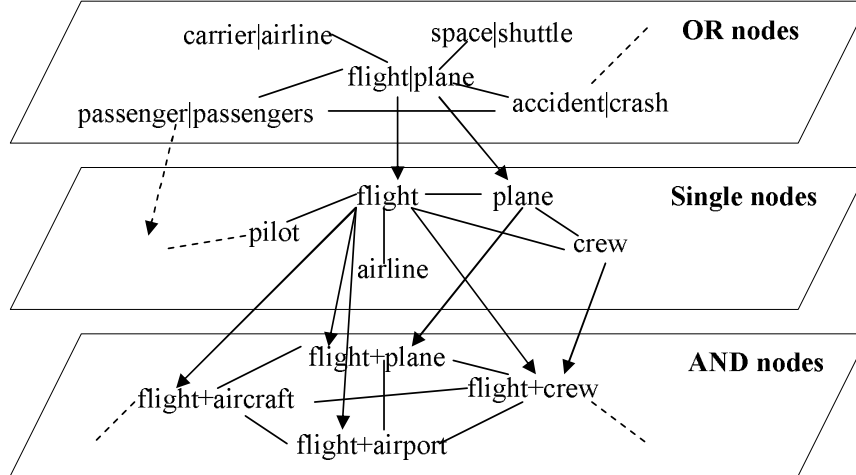 carrier|airline
space|shuttle
OR nodes
flight|plane
passenger|passengers
accident|crash
flight
plane
Single nodes
pilot
crew
airline
flight+plane
AND nodes
flight+aircraft
flight+crew
flight+airport